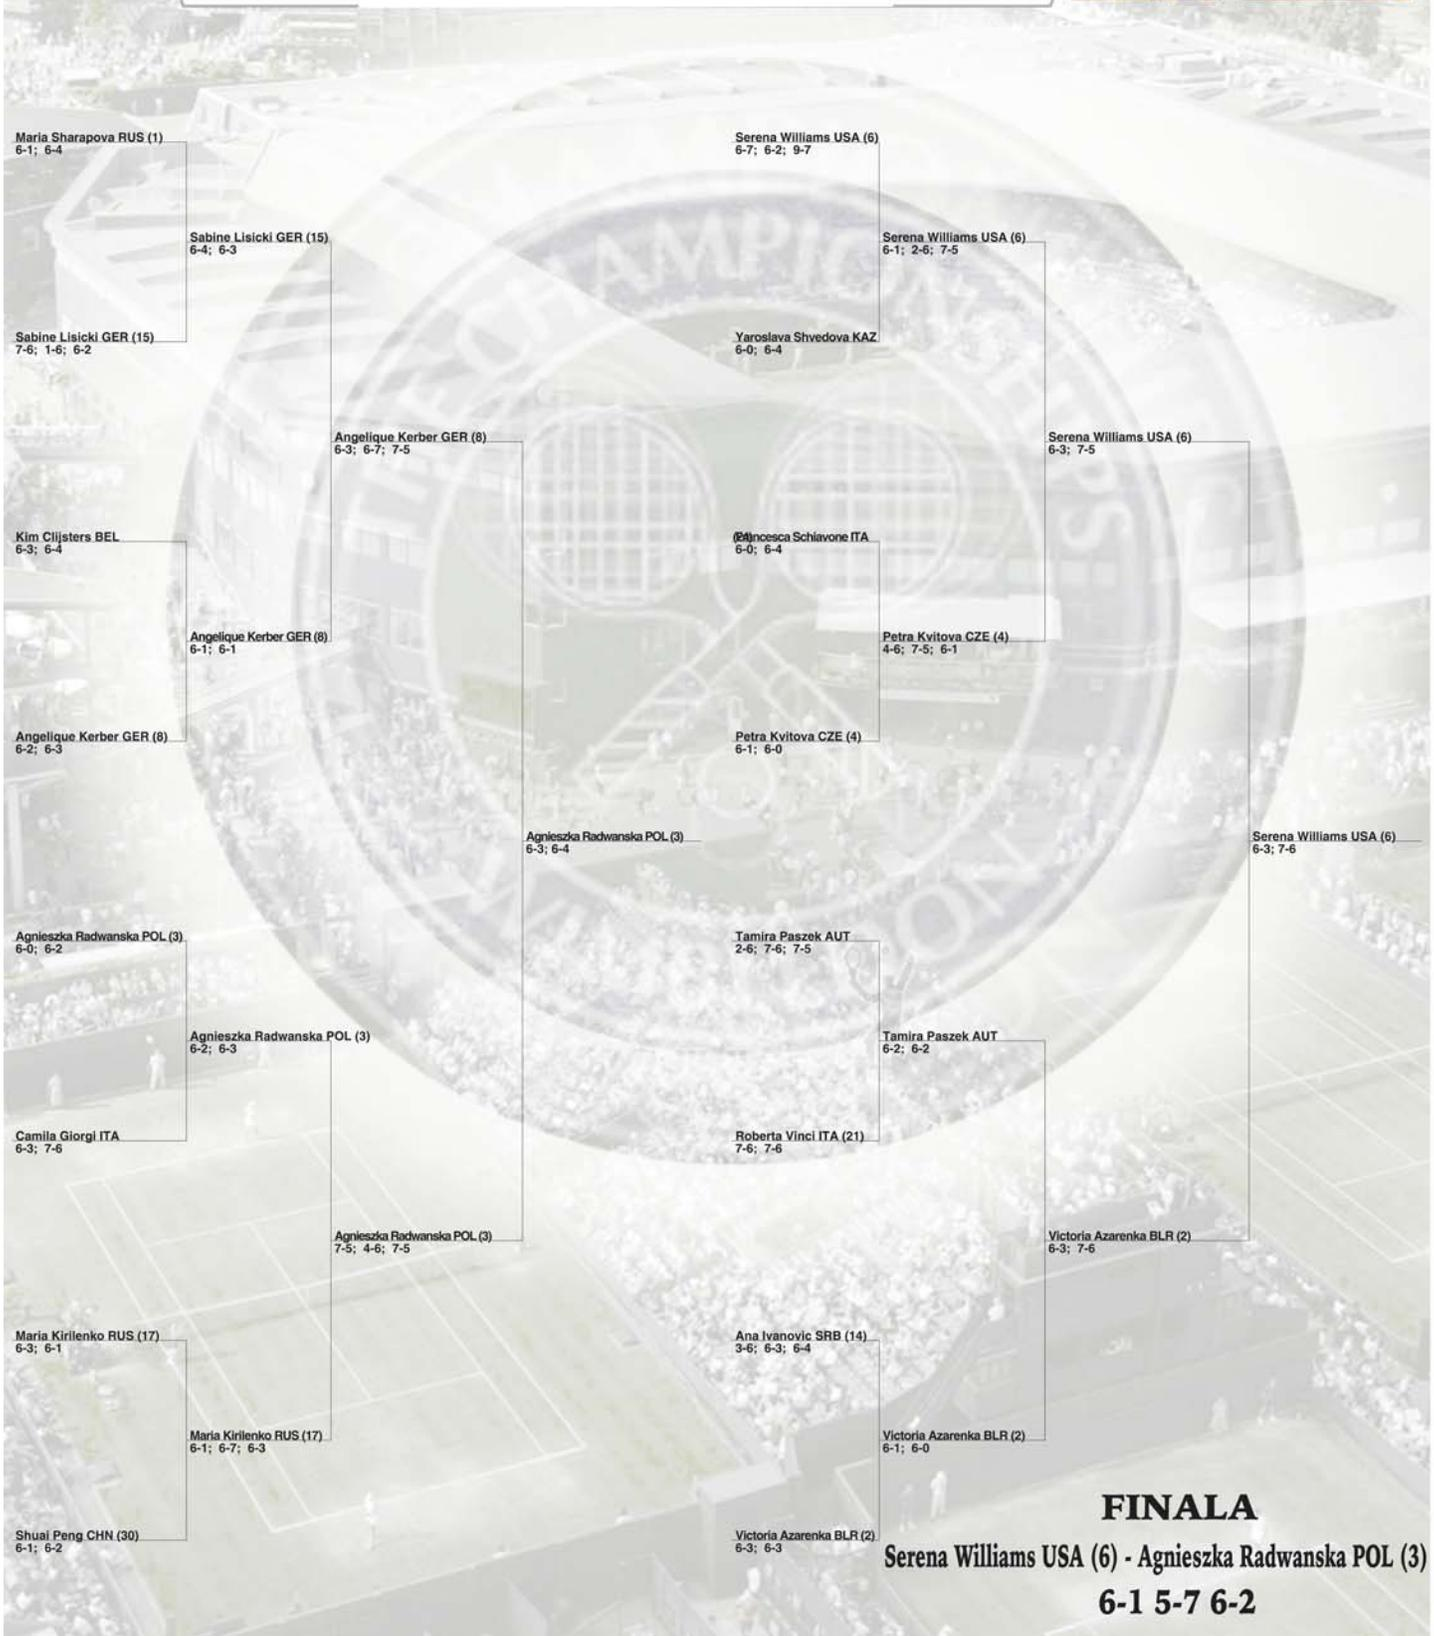 Maria Sharapova RUS (1)
6-1; 6-4
Sabine Lisicki GER (15)
6-4; 6-3
Sabine Lisicki GER (15)
7-6; 1-6; 6-2
Angelique Kerber GER (8)
6-3; 6-7; 7-5
Kim Clijsters BEL
6-3; 6-4
Angelique Kerber GER (8)
6-1; 6-1
Angelique Kerber GER (8)
6-2; 6-3
Agnieszka Radwanska POL (3)
6-3; 6-4
Agnieszka Radwanska POL (3)
6-0; 6-2
Agnieszka Radwanska POL (3)
6-2; 6-3
Camila Giorgi ITA
6-3; 7-6
Agnieszka Radwanska POL (3)
7-5; 4-6; 7-5
Maria Kirilenko RUS (17)
6-3; 6-1
Maria Kirilenko RUS (17)
6-1; 6-7; 6-3
Shuai Peng CHN (30)
6-1; 6-2
Serena Williams USA (6)
6-7; 6-2; 9-7
Serena Williams USA (6)
6-1; 2-6; 7-5
Yaroslava Shvedova KAZ
6-0; 6-4
Serena Williams USA (6)
6-3; 7-5
Francesca Schiavone ITA
6-0; 6-4
Petra Kvitova CZE (4)
4-6; 7-5; 6-1
Petra Kvitova CZE (4)
6-1; 6-0
Serena Williams USA (6)
6-3; 7-6
Tamira Paszek AUT
2-6; 7-6; 7-5
Tamira Paszek AUT
6-2; 6-2
Roberta Vinci ITA (21)
7-6; 7-6
Victoria Azarenka BLR (2)
6-3; 7-6
Ana Ivanovic SRB (14)
3-6; 6-3; 6-4
Victoria Azarenka BLR (2)
6-1; 6-0
Victoria Azarenka BLR (2)
6-3; 6-3
THE CHAMPIONSHIPS
WIMBLEDON
FINALA
Serena Williams USA (6) - Agnieszka Radwanska POL (3)
6-1 5-7 6-2